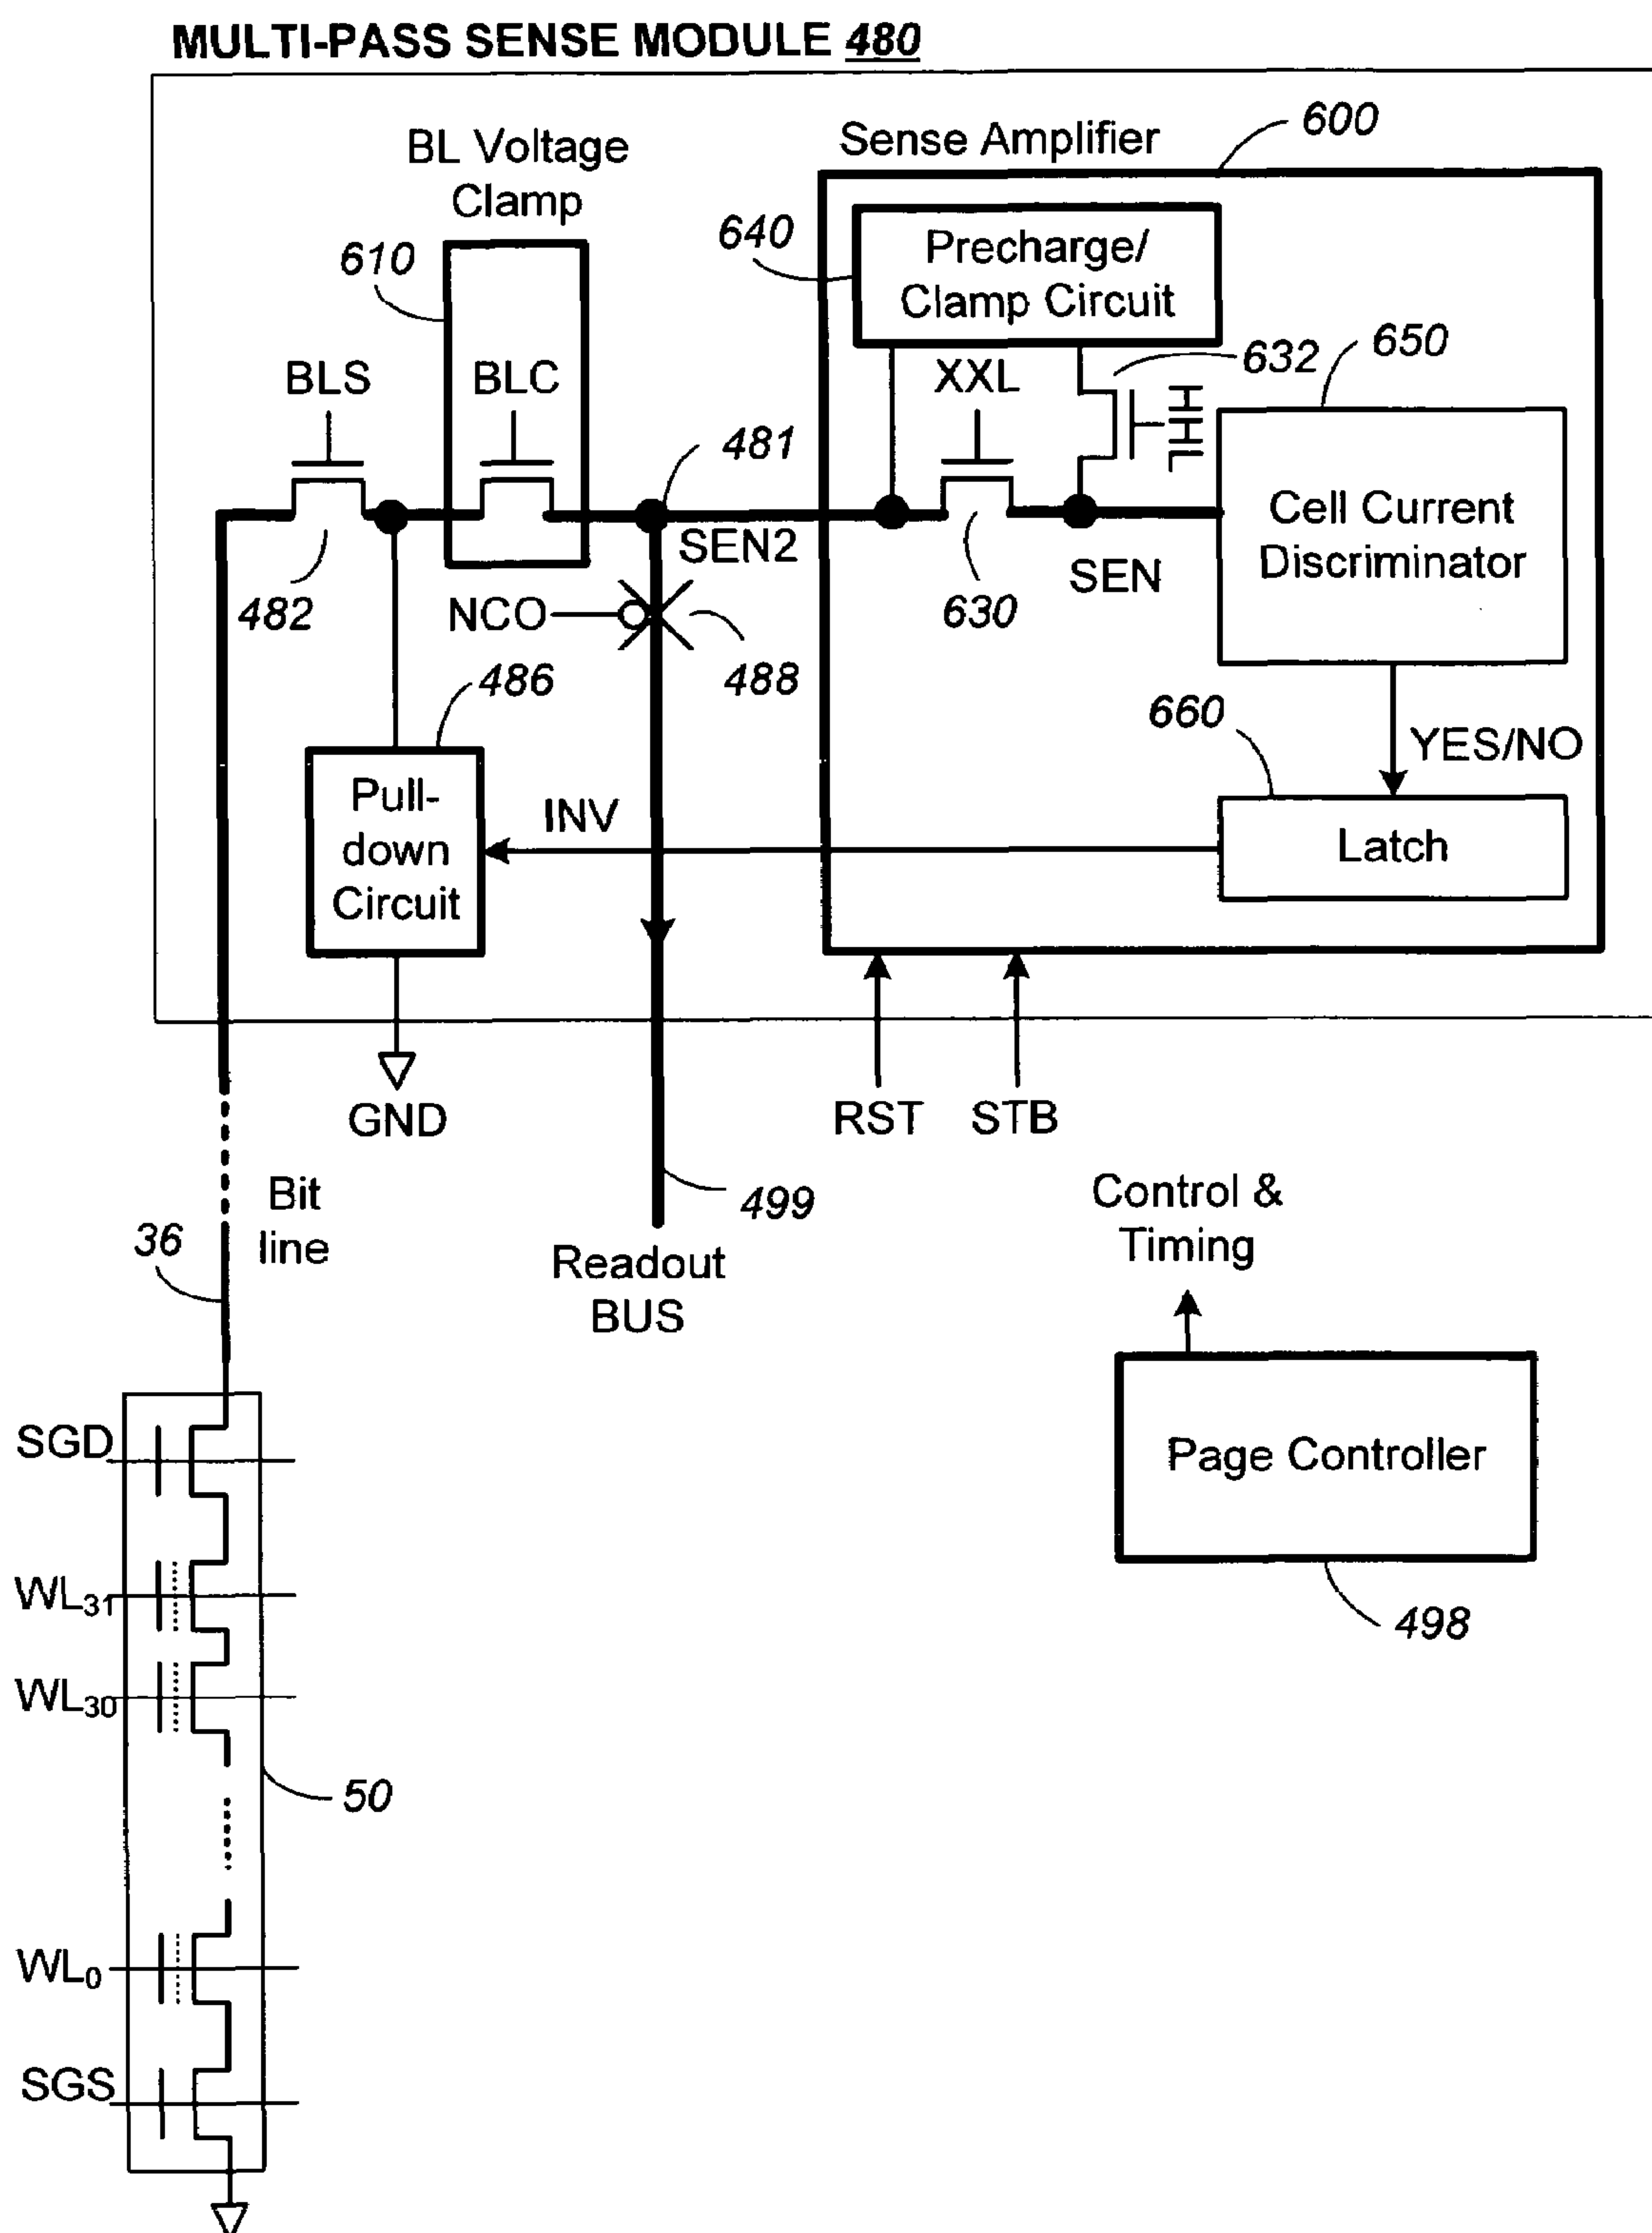 MULTI-PASS SENSE MODULE 480
600
Sense Amplifier
BL Voltage
Clamp
640
Precharge/
Clamp Circuit
610
650
632
XXL
BLS
BLC
HHL
481
Cell Current
Discriminator
SEN2
SEN
482
NCO
630
488
486
660
YES/NO
Pull-
down
Circuit
INV
Latch
GND
RST
STB
Bit
line
499
Control &
Timing
36
Readout
BUS
SGD
Page Controller
WL31
498
WL30
50
WL0
SGS